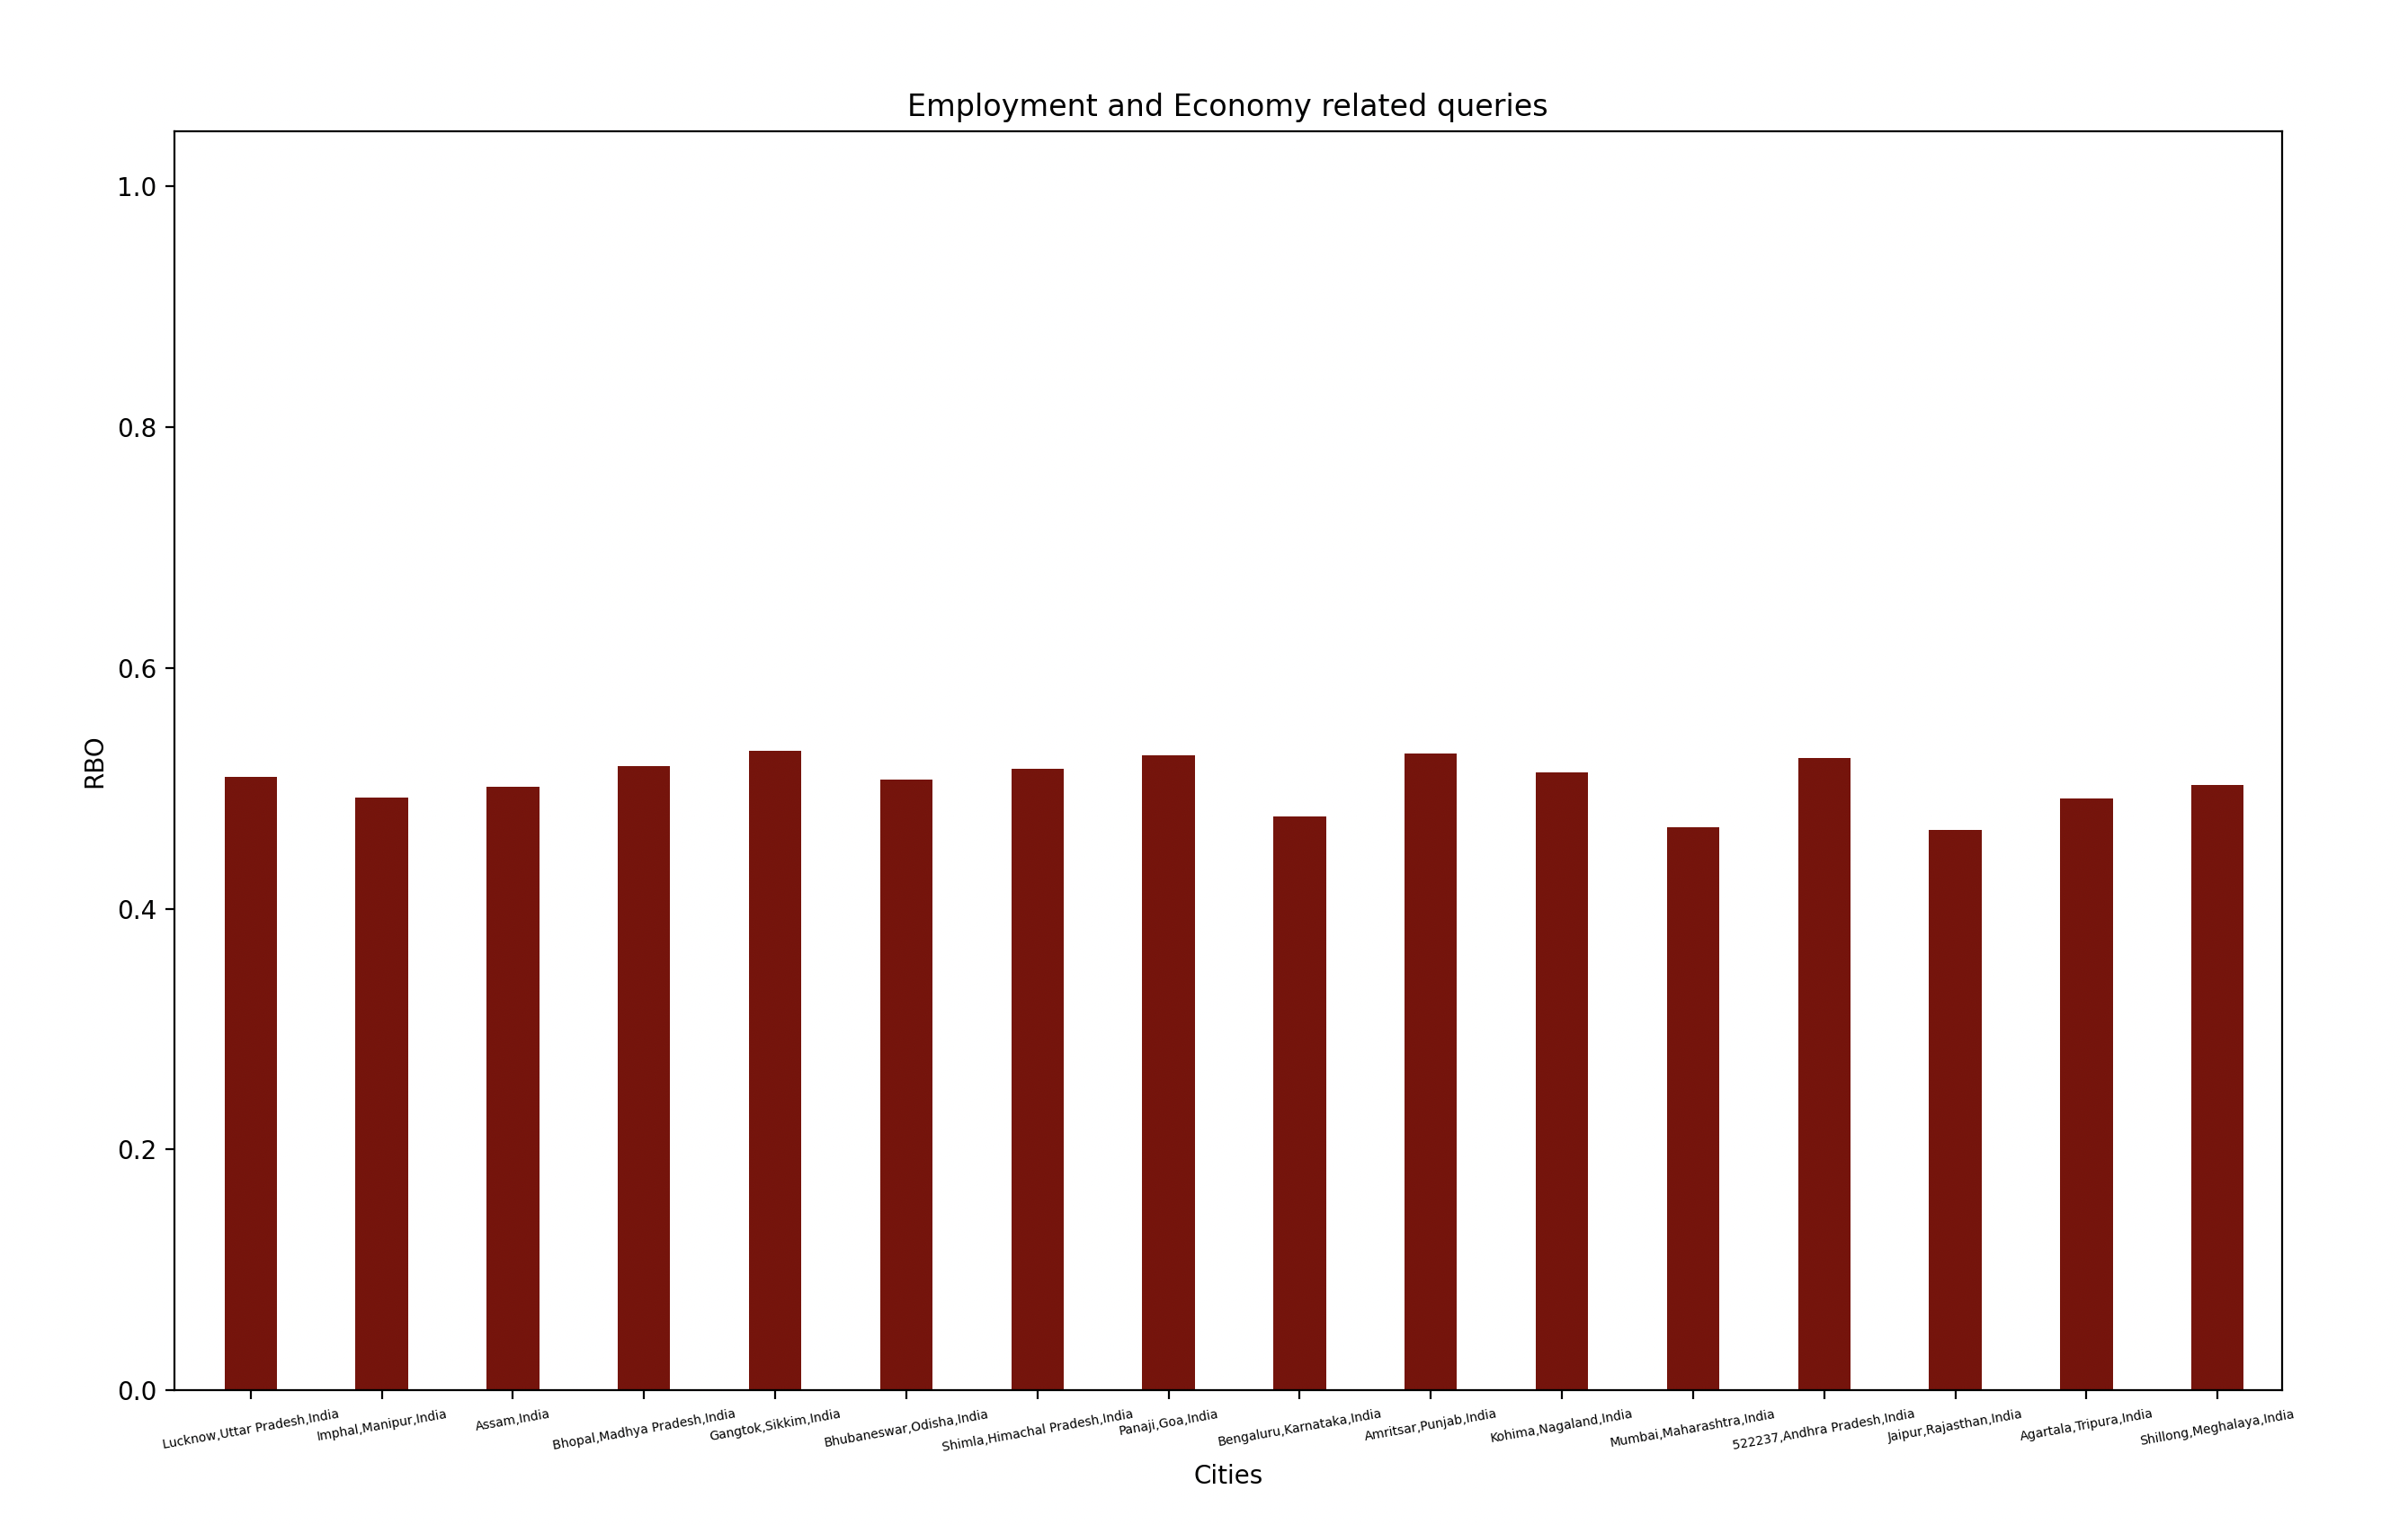 Employment and Economy related queries
1.0
0.8
0.6
0.4
0.2
0.0
RBO
Lucknow,Uttar Pradesh,India
Imphal,Manipur,India
Assam,India
Bhopal,Madhya Pradesh,India
Gangtok,Sikkim,India
Bhubaneswar,Odisha,India
Shimla,Himachal Pradesh,India
Panaji,Goa,India
Bengaluru,Karnataka,India
Amritsar,Punjab,India
Kohima,Nagaland,India
Mumbai,Maharashtra,India
522237,Andhra Pradesh,India
Jaipur,Rajasthan,India
Agartala,Tripura,India
Shillong,Meghalaya,India
Cities